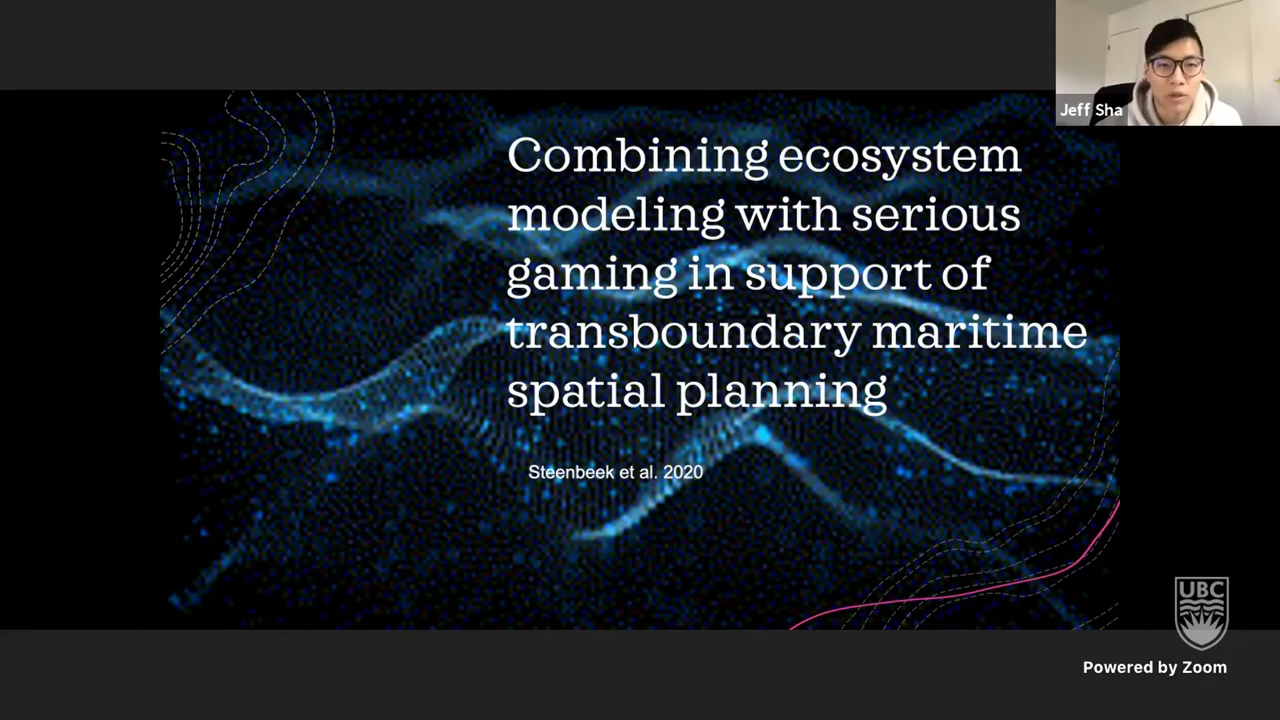 Jeff Sha
Combining ecosystem
modeling with serious
gaming in support of
transboundary maritime
spatial planning
Steenbeek et al. 2020
UBC
Powered by Zoom